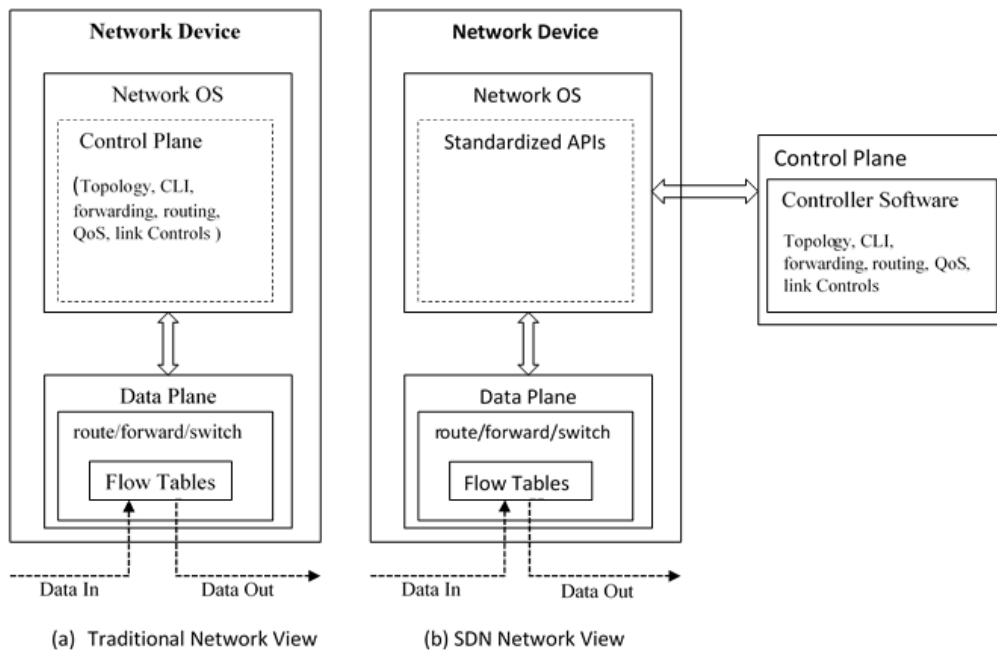 Network Device
Network OS
Control Plane
(Topology, CLI,
forwarding, routing,
QoS, link Controls )
Data Plane
route/forward/switch
Flow Tables
Data In
Data Out
(a) Traditional Network View
Network Device
Network OS
Standardized APIs
Data Plane
route/forward/switch
Flow Tables
Data In
Data Out
(b) SDN Network View
Control Plane
Controller Software
Topology, CLI,
forwarding, routing, QoS,
link Controls